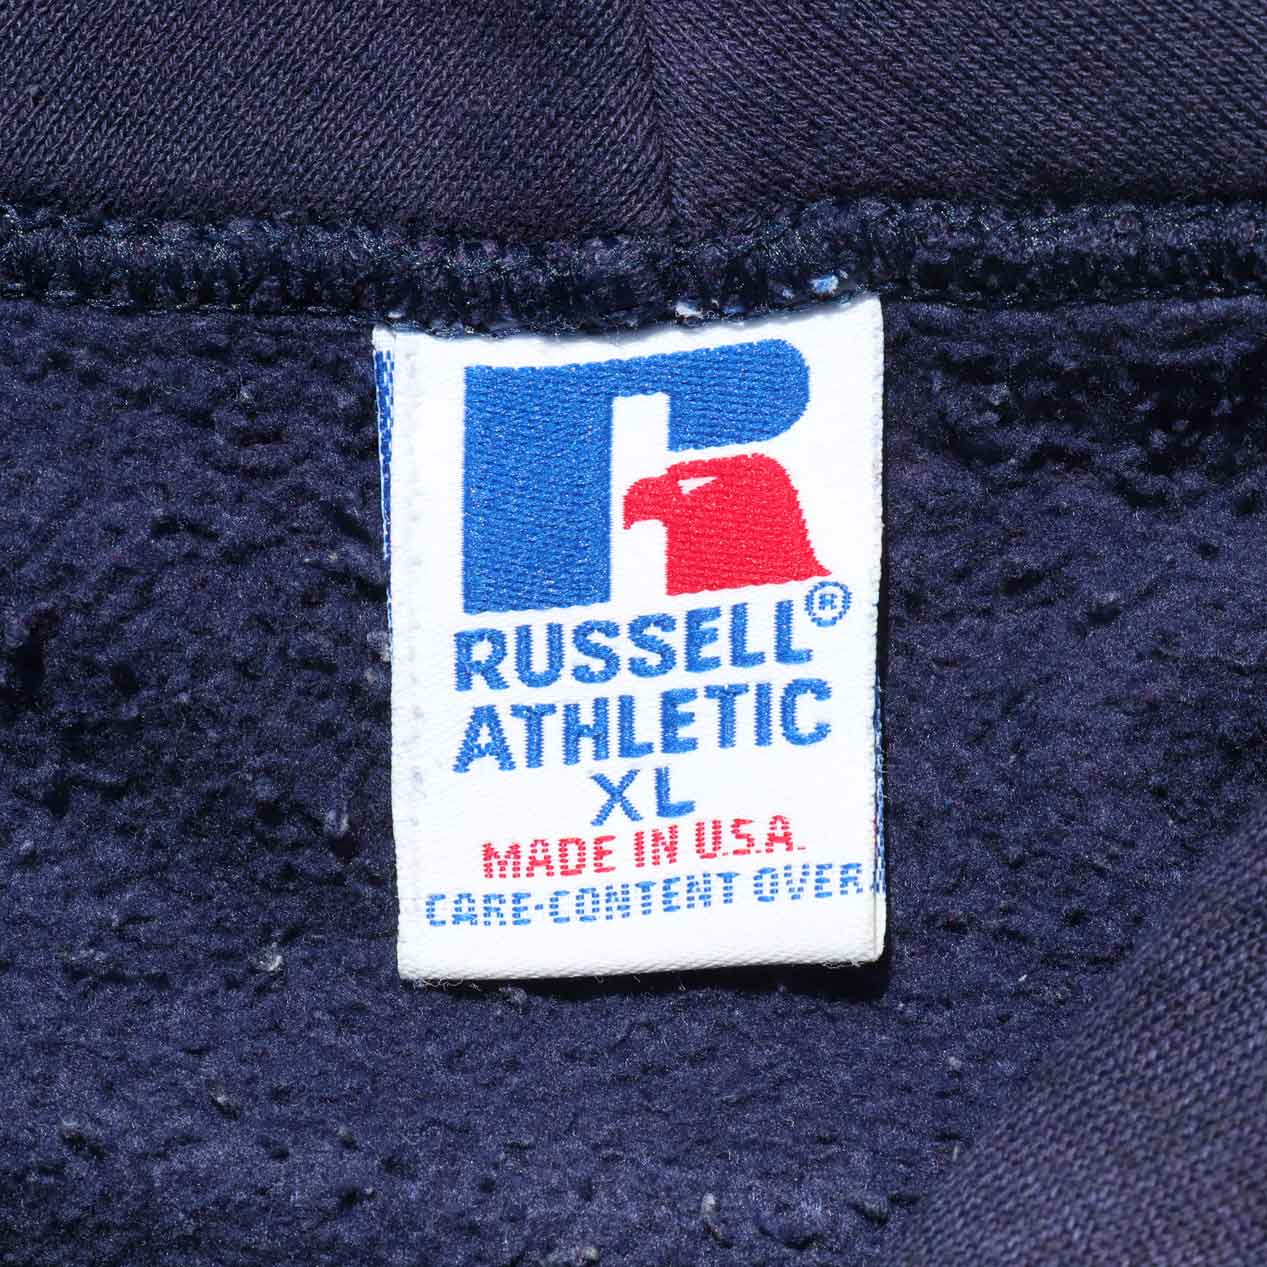 RUSSELL®
ATHLETIC
XL
MADE IN U.S.A.
CARE-CONTENT OVER